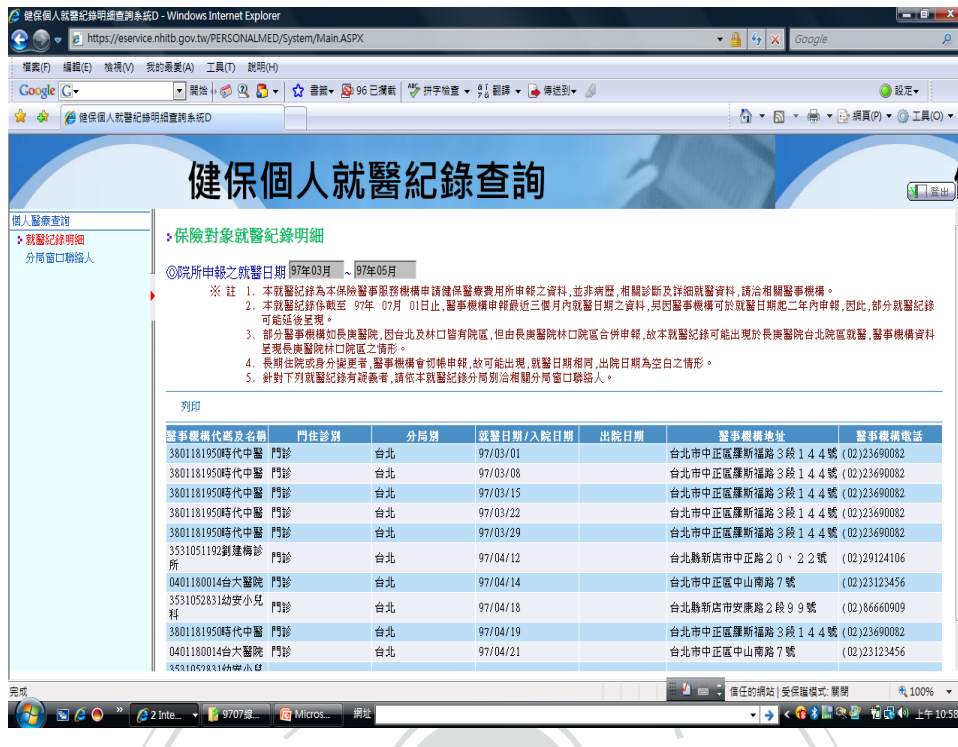 健保個人就醫紀錄明細查詢系統D - Windows Internet Explorer
https://eservice.nhitb.gov.tw/PERSONALMED/System/Main.ASPX
Google
檔案(F) 編輯(E) 檢視(V) 我的最愛(A) 工具(T) 說明(H)
Google 開始 書籤 96 已攔截 拼字檢查 翻譯 傳送到 設定
健保個人就醫紀錄明細查詢系統D 網頁(P) 工具(O)
健保個人就醫紀錄查詢
登出
個人醫療查詢
就醫紀錄明細
分局窗口聯絡人
保險對象就醫紀錄明細
◎院所申報之就醫日期 97年03月 ~ 97年05月
※ 註 1. 本就醫紀錄為本保險醫事服務機構申請健保醫療費用所申報之資料,並非病歷,相關診斷及詳細就醫資料,請洽相關醫事機構。
2. 本就醫紀錄係截至 97年 07月 01日止,醫事機構申報最近三個月內就醫日期之資料,另因醫事機構可於就醫日期起二年內申報,因此,部分就醫紀錄
可能延後呈現。
3. 部分醫事機構如長庚醫院,因台北及林口皆有院區,但由長庚醫院林口院區合併申報,故本就醫紀錄可能出現於長庚醫院台北院區就醫,醫事機構資料
呈現長庚醫院林口院區之情形。
4. 長期住院或身分變更者,醫事機構會切帳申報,故可能出現,就醫日期相同,出院日期為空白之情形。
5. 針對下列就醫紀錄有疑義者,請依本就醫紀錄分局別洽相關分局窗口聯絡人。
列印
醫事機構代碼及名稱 門住診別 分局別 就醫日期/入院日期 出院日期 醫事機構地址 醫事機構電話
3801181950時代中醫 門診 台北 97/03/01 台北市中正區羅斯福路3段144號 (02)23690082
3801181950時代中醫 門診 台北 97/03/08 台北市中正區羅斯福路3段144號 (02)23690082
3801181950時代中醫 門診 台北 97/03/15 台北市中正區羅斯福路3段144號 (02)23690082
3801181950時代中醫 門診 台北 97/03/22 台北市中正區羅斯福路3段144號 (02)23690082
3801181950時代中醫 門診 台北 97/03/29 台北市中正區羅斯福路3段144號 (02)23690082
3531051192劉建梅診所 門診 台北 97/04/12 台北縣新店市中正路20、22號 (02)29124106
0401180014台大醫院 門診 台北 97/04/14 台北市中正區中山南路7號 (02)23123456
3531052831幼安小兒科 門診 台北 97/04/18 台北縣新店市安康路2段99號 (02)86660909
3801181950時代中醫 門診 台北 97/04/19 台北市中正區羅斯福路3段144號 (02)23690082
0401180014台大醫院 門診 台北 97/04/21 台北市中正區中山南路7號 (02)23123456
3531052831幼安小兒
完成 信任的網站 | 受保護模式: 關閉 100%
2 Inte... 9707線... Micros... 網址 上午 10:58